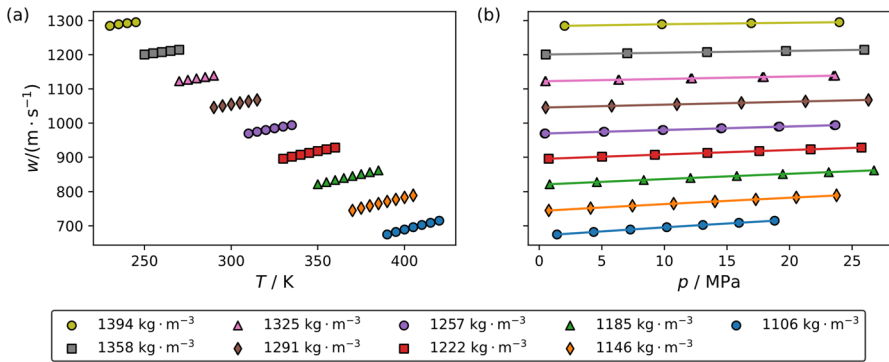 (a)
(b)
1300
1200
1100
1000
900
800
700
w/(m · s⁻¹)
250 300 350 400
0 5 10 15 20 25
T / K
p / MPa
1394 kg · m⁻³ 1325 kg · m⁻³ 1257 kg · m⁻³ 1185 kg · m⁻³ 1106 kg · m⁻³
1358 kg · m⁻³ 1291 kg · m⁻³ 1222 kg · m⁻³ 1146 kg · m⁻³